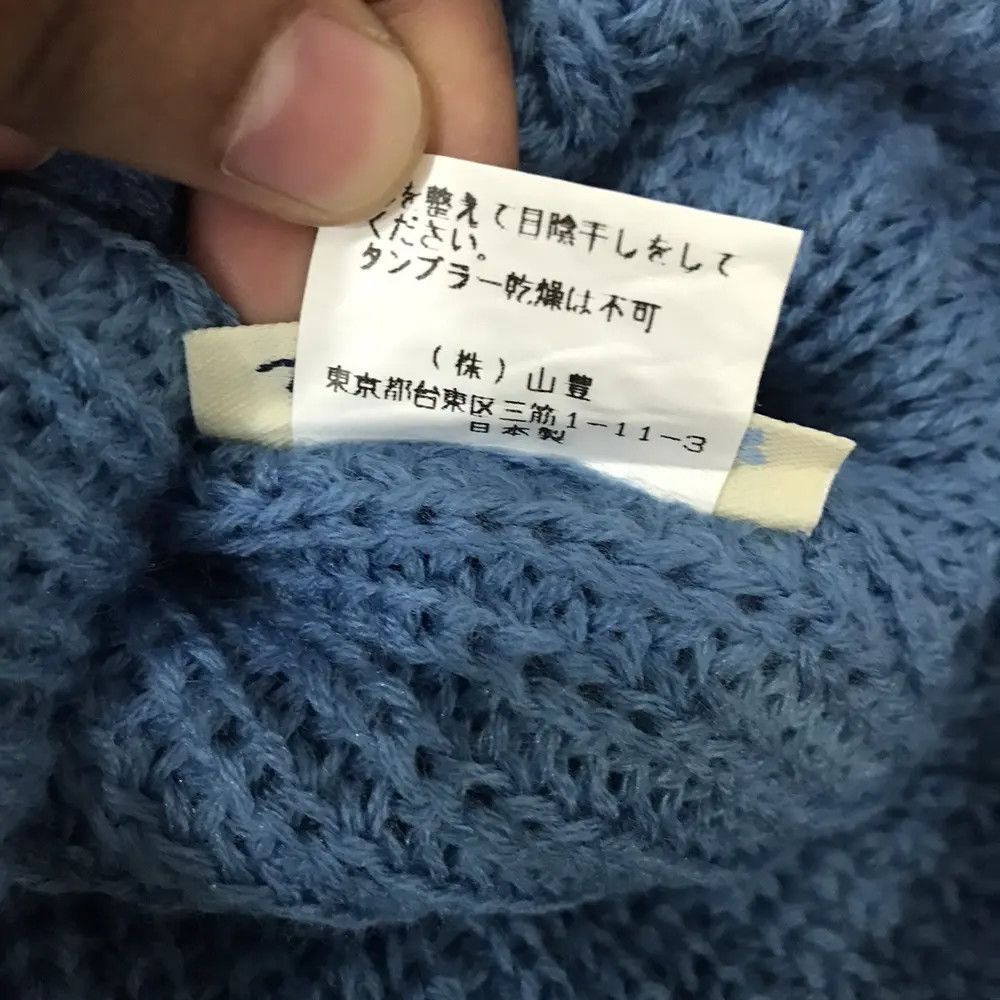 を整えて日陰干しをして
ください。
タンブラー乾燥は不可
(株)山豊
東京都台東区三筋1-11-3
日本製